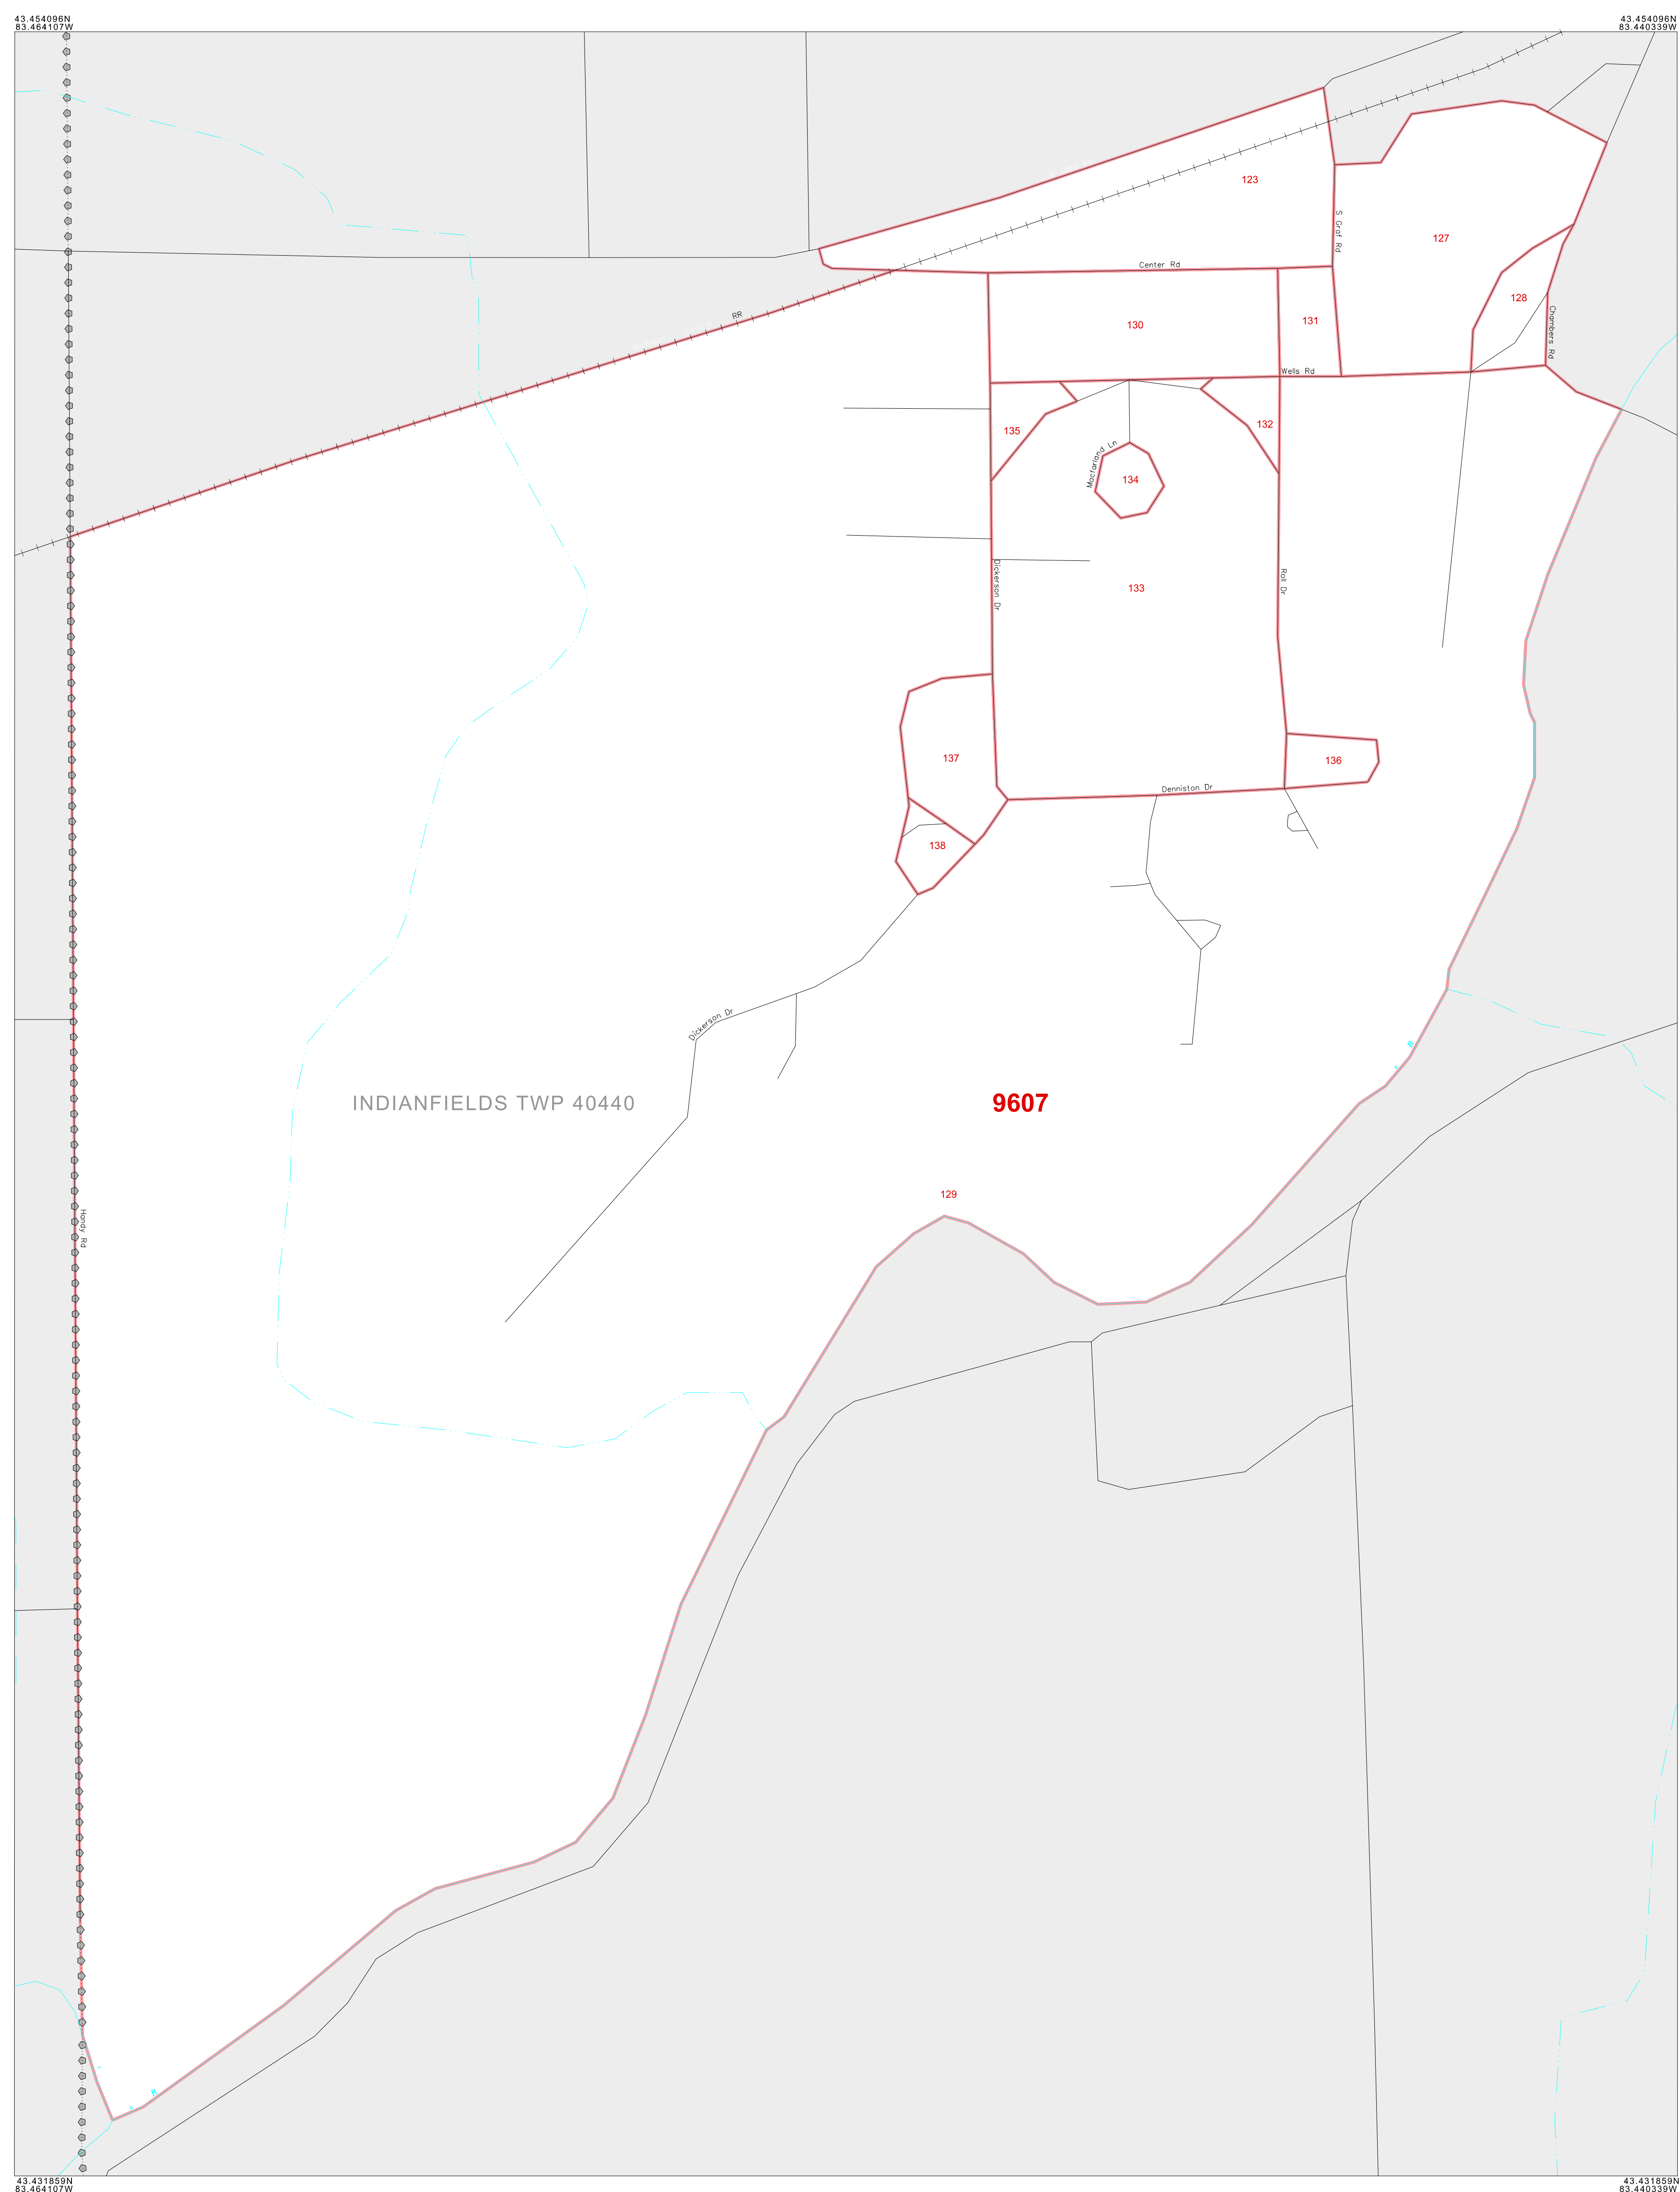 43.454096N
83.464107W
43.454096N
83.440339W
123
S Graf Rd
127
Center Rd
128
RR
130
131
Chambers Rd
Wells Rd
132
135
Macfarland Ln
134
Dickerson Dr
133
Roll Dr
137
136
Denniston Dr
138
Dickerson Dr
R
INDIANFIELDS TWP 40440
9607
129
Handy Rd
R
43.431859N
83.464107W
43.431859N
83.440339W